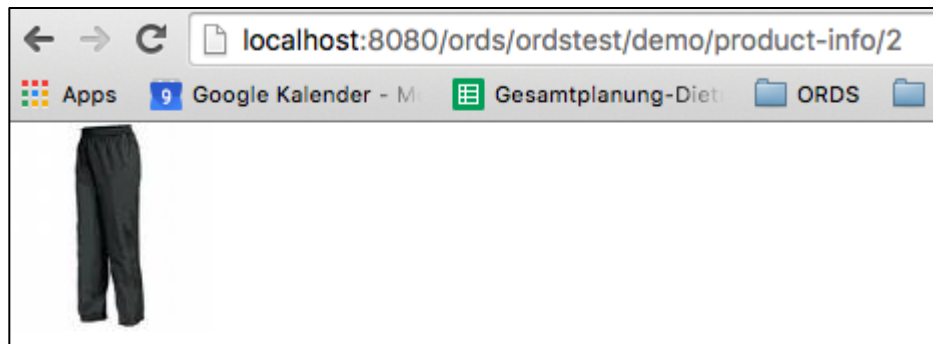 localhost:8080/ords/ordstest/demo/product-info/2
Apps 9 Google Kalender - Gesamtplanung-Diet ORDS